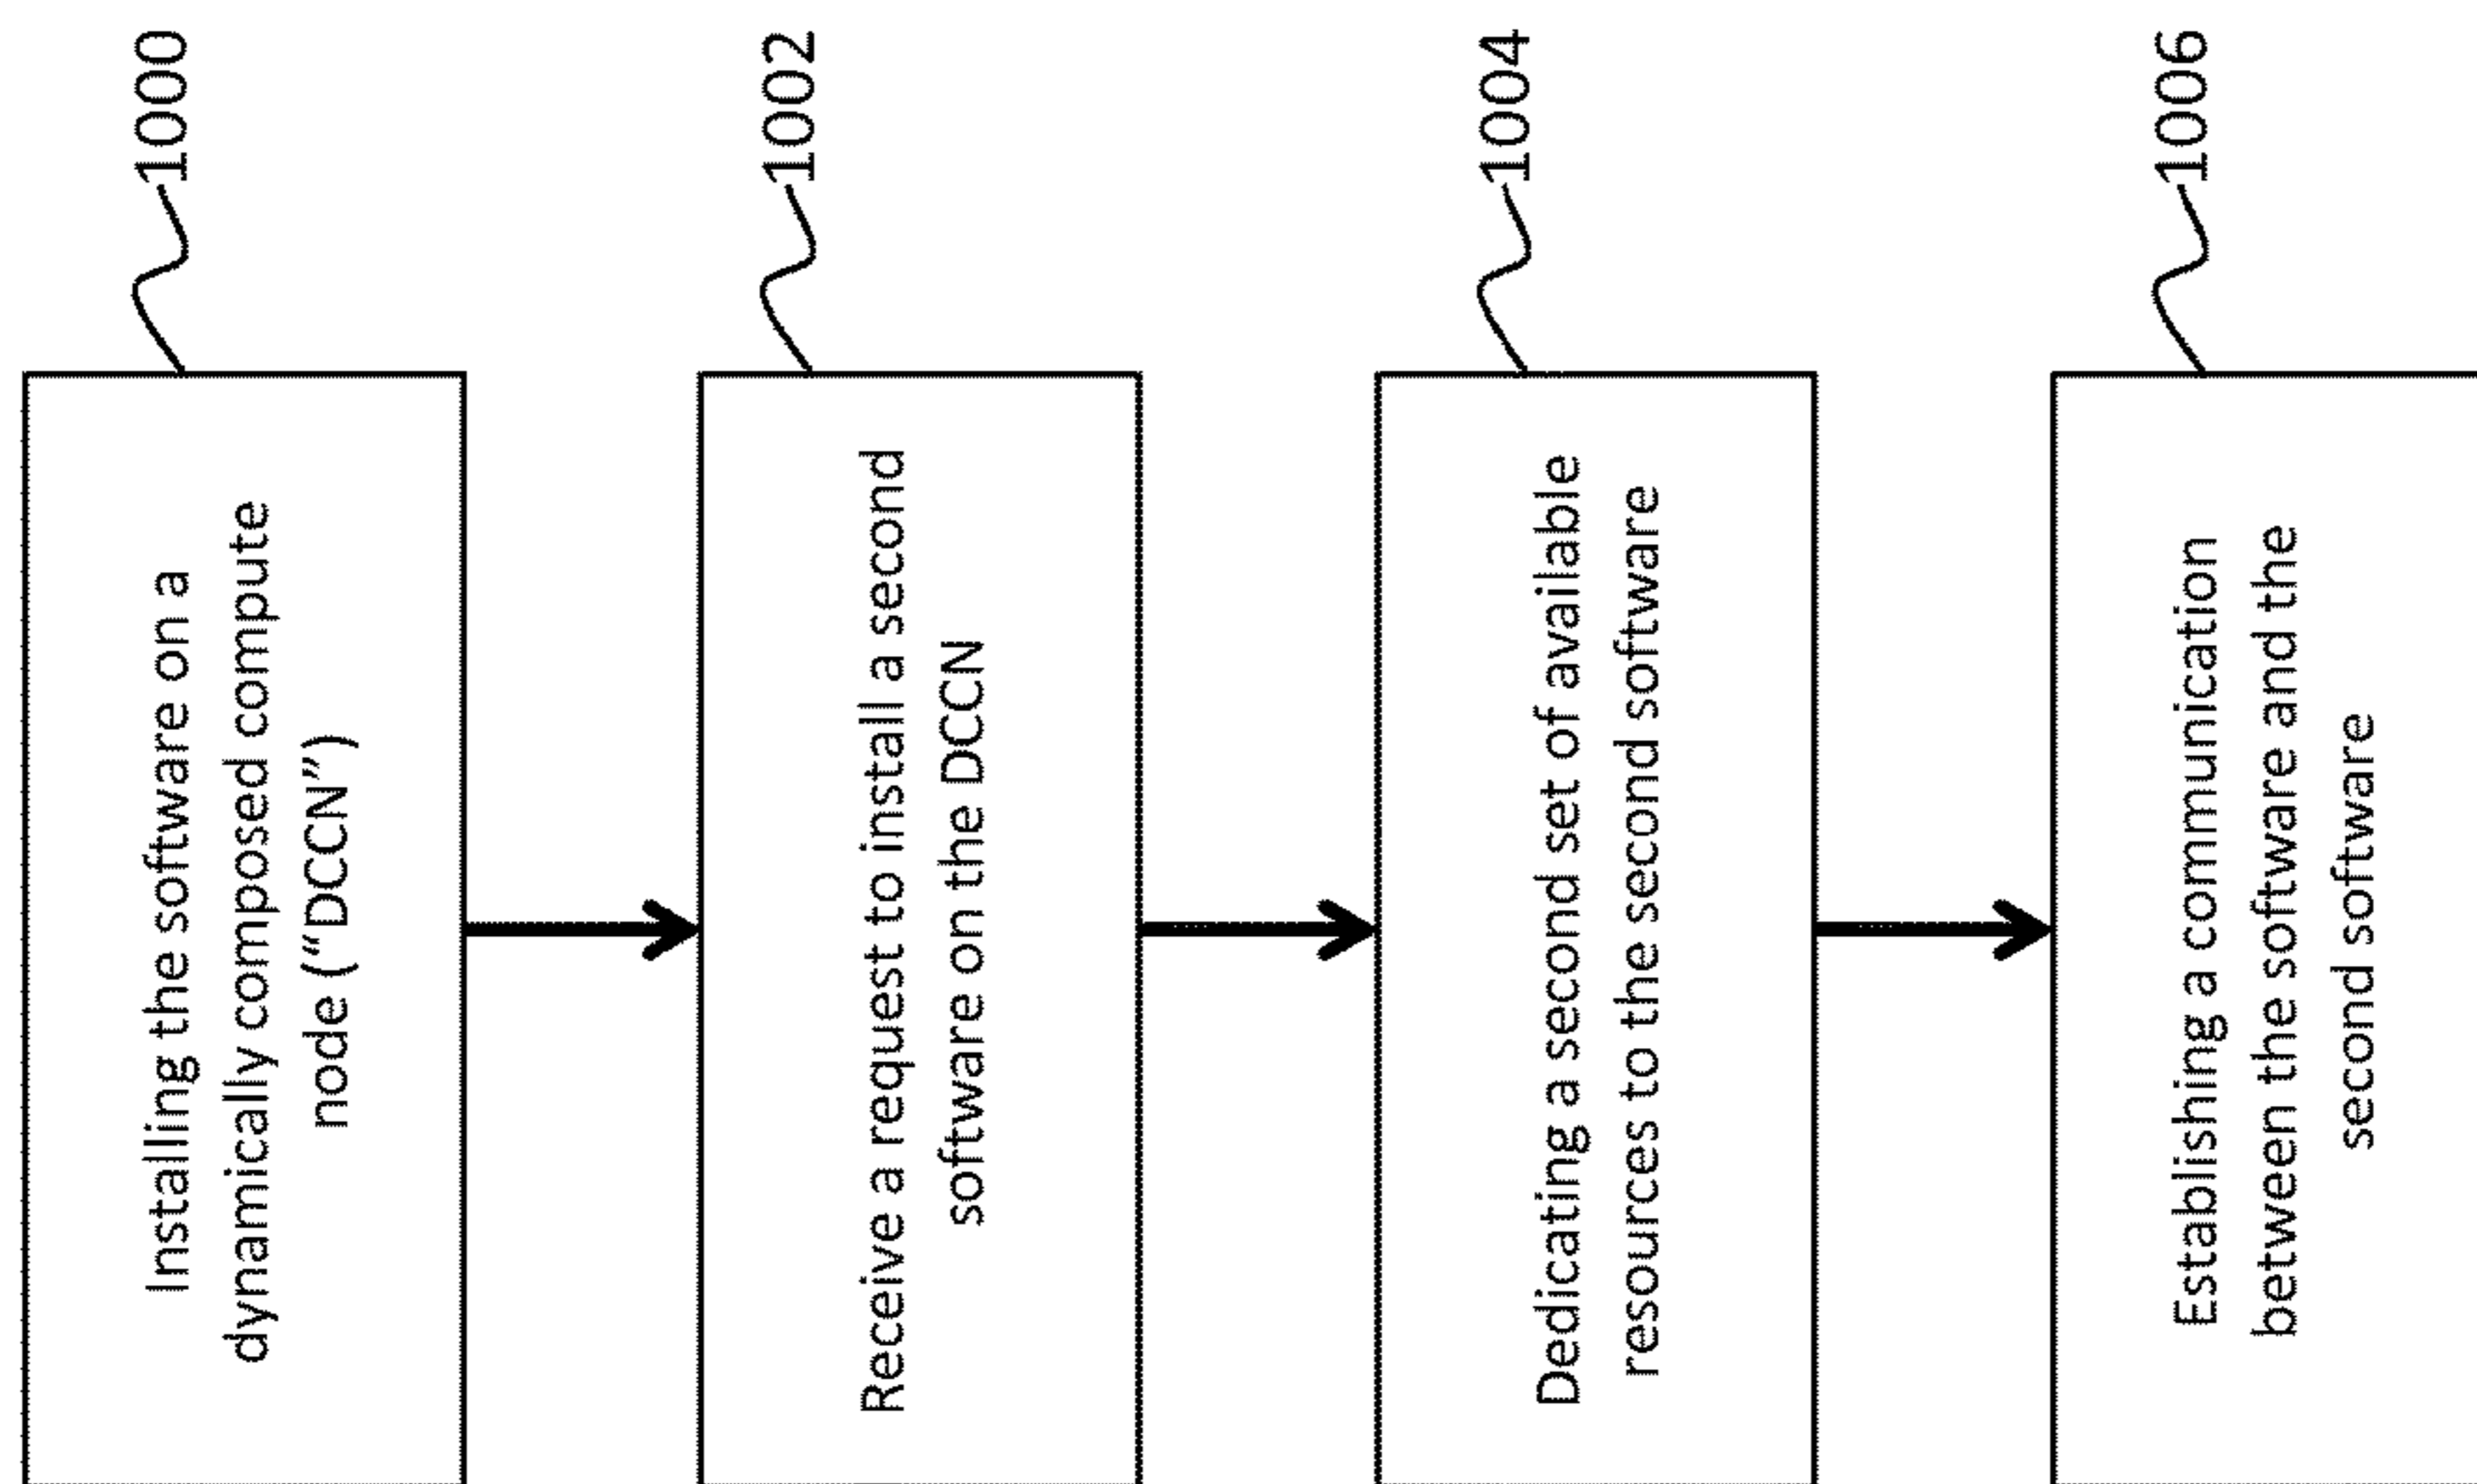 Installing the software on a
dynamically composed compute
node (“DCCN”)
1000
Receive a request to install a second
software on the DCCN
1002
Dedicating a second set of available
resources to the second software
1004
Establishing a communication
between the software and the
second software
1006